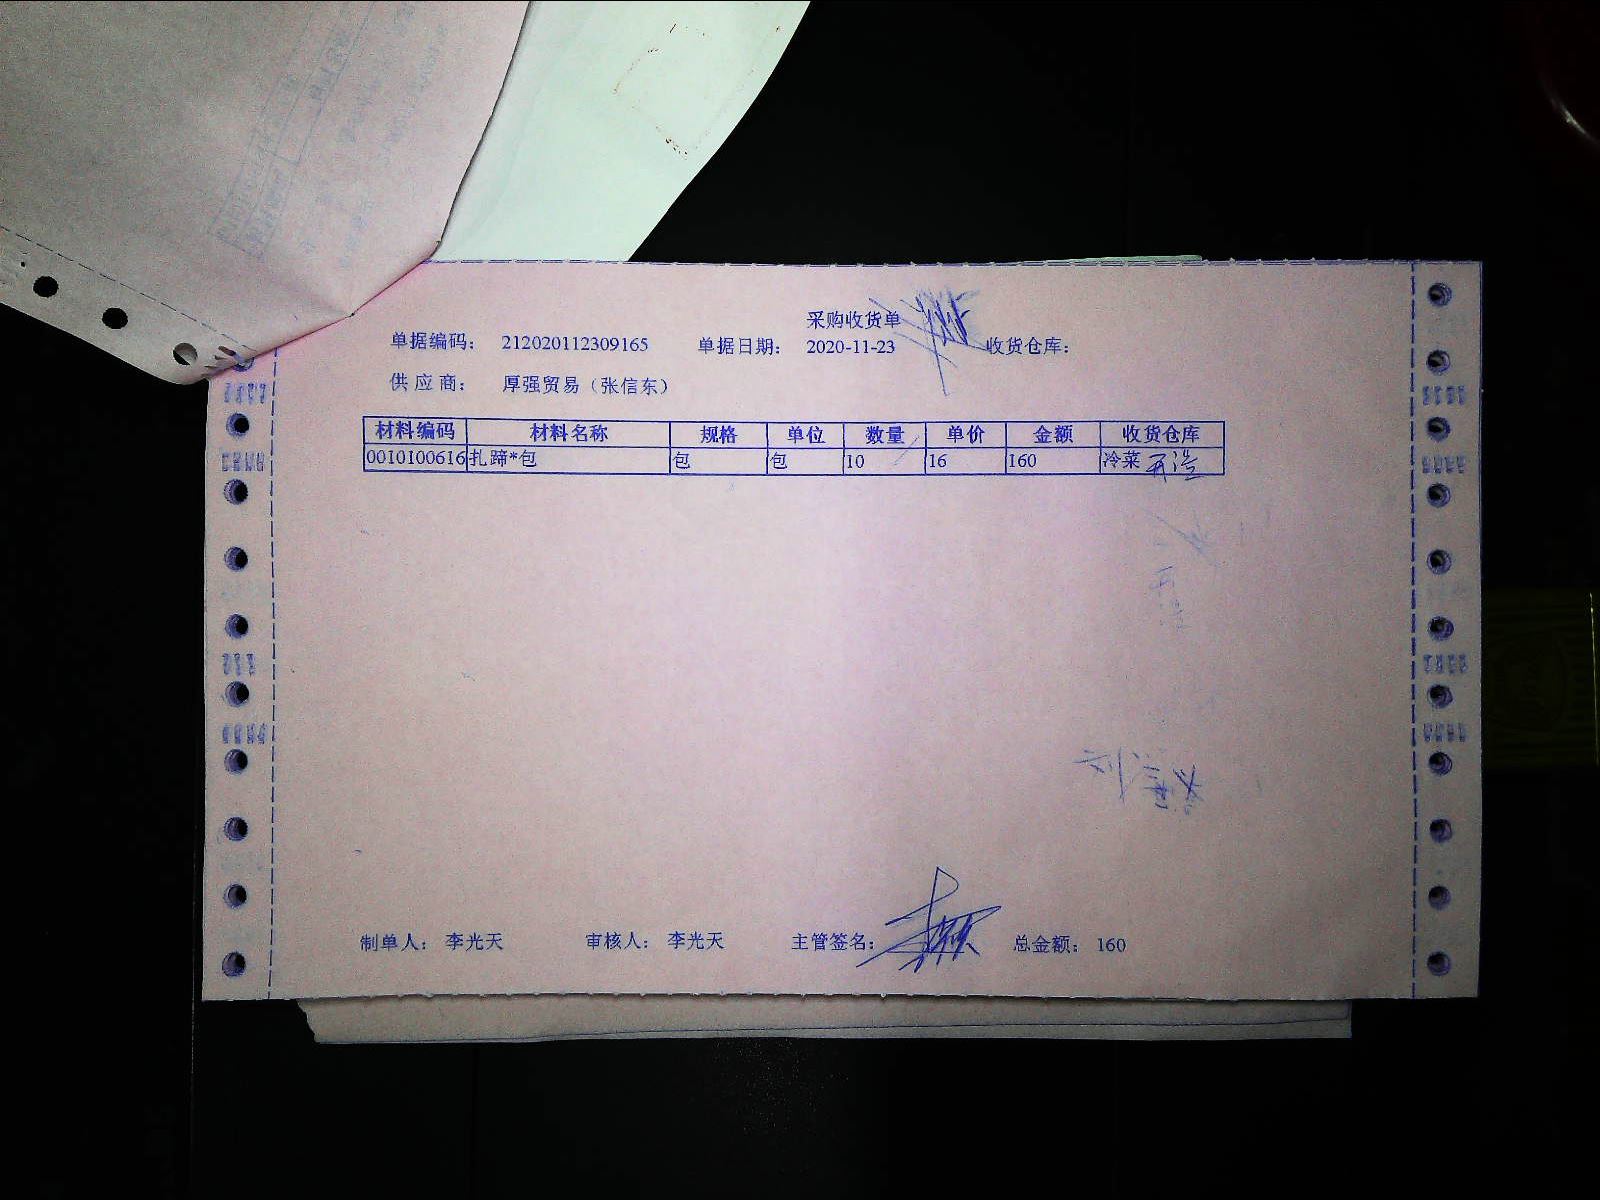 采购收货单
单据编码： 212020112309165 单据日期： 2020-11-23 收货仓库：
供 应 商： 厚强贸易（张信东）
材料编码 材料名称 规格 单位 数量 单价 金额 收货仓库
0010100616 扎蹄*包 包 包 10 16 160 冷菜
制单人： 李光天 审核人： 李光天 主管签名： 总金额： 160